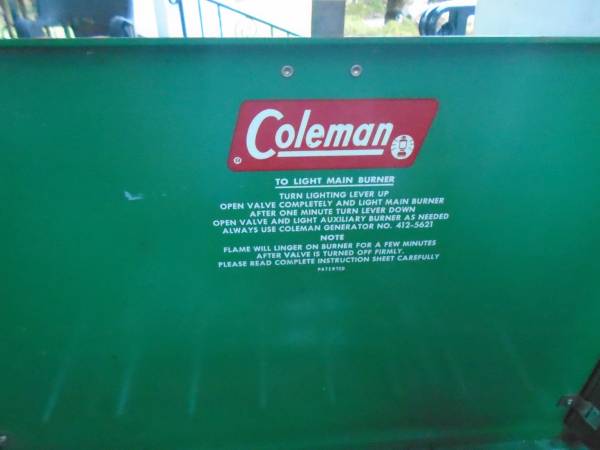 Coleman
TO LIGHT MAIN BURNER
TURN LIGHTING LEVER UP
OPEN VALVE COMPLETELY AND LIGHT MAIN BURNER
AFTER ONE MINUTE TURN LEVER DOWN
OPEN VALVE AND LIGHT AUXILIARY BURNER AS NEEDED
ALWAYS USE COLEMAN GENERATOR NO. 412-5621
NOTE
FLAME WILL LINGER ON BURNER FOR A FEW MINUTES
AFTER VALVE IS TURNED OFF FIRMLY.
PLEASE READ COMPLETE INSTRUCTION SHEET CAREFULLY
PATENTED